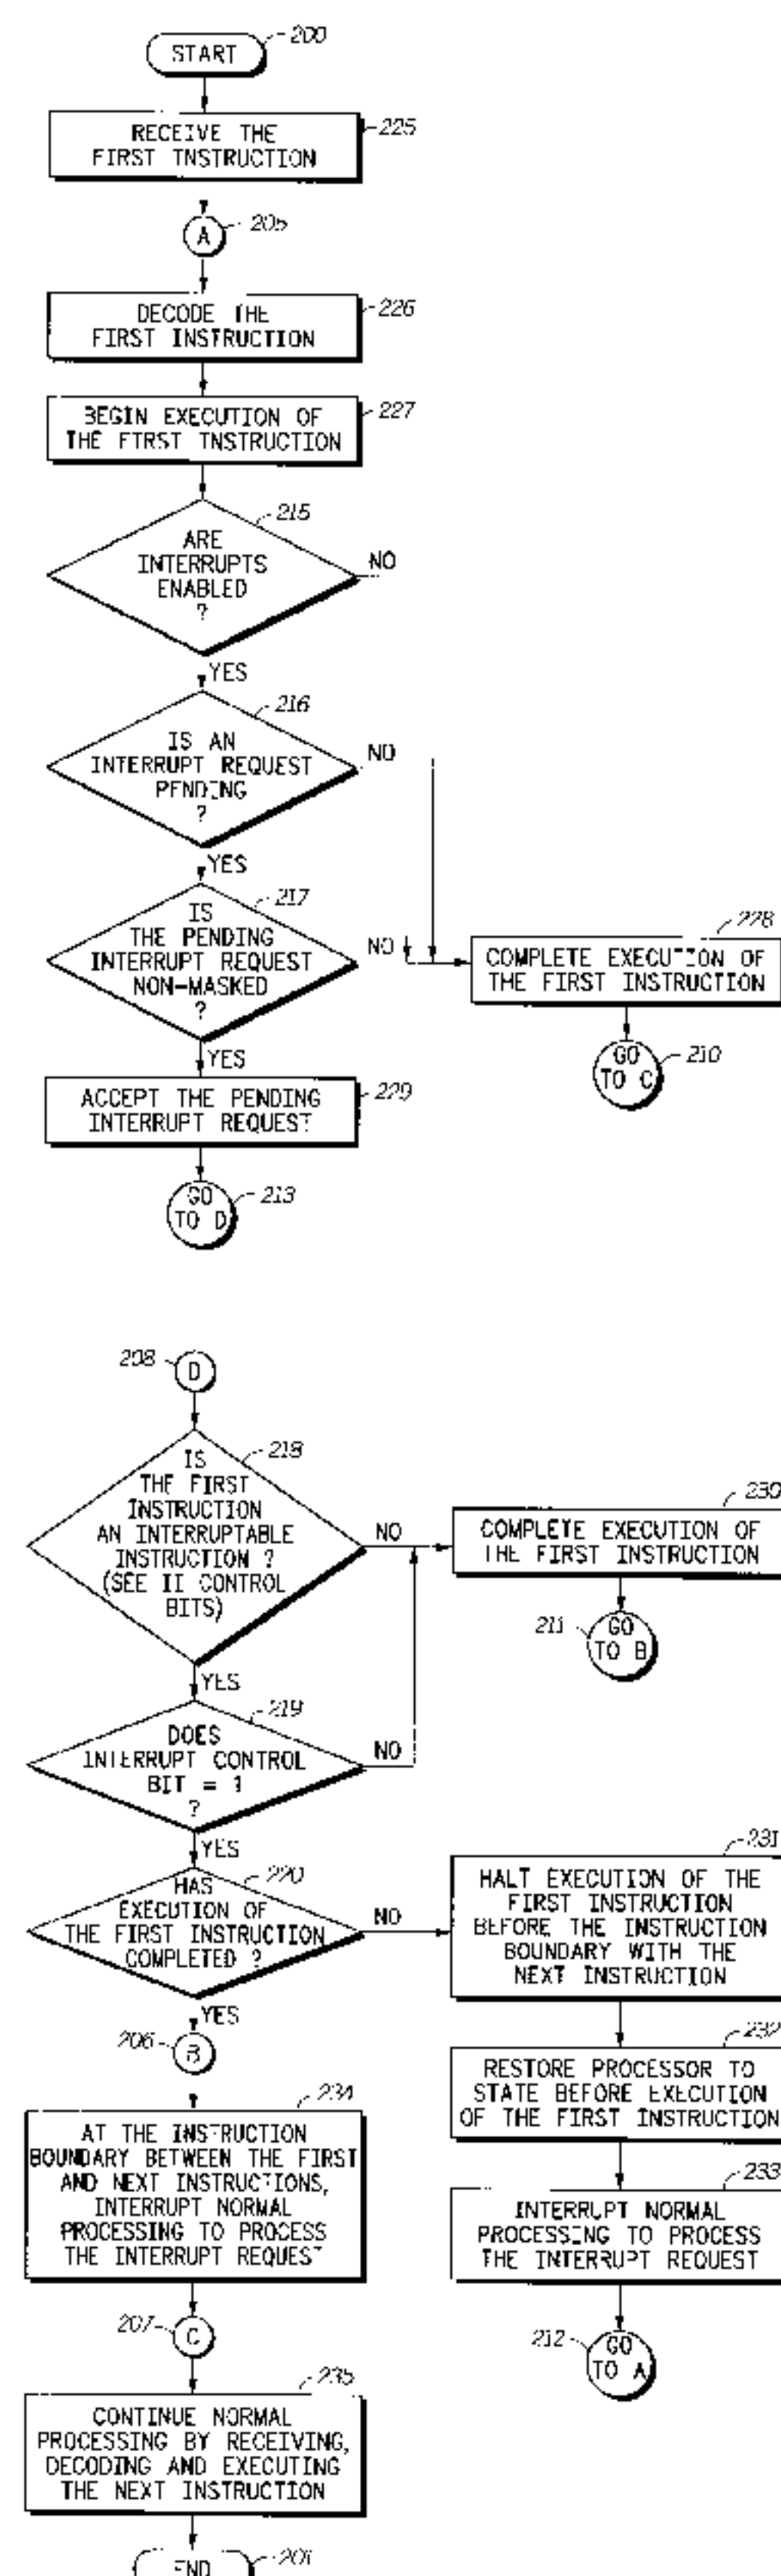 START
200
RECEIVE THE
FIRST INSTRUCTION
225
A
205
DECODE THE
FIRST INSTRUCTION
226
BEGIN EXECUTION OF
THE FIRST INSTRUCTION
227
215
ARE
INTERRUPTS
ENABLED
?
NO
YES
216
IS AN
INTERRUPT REQUEST
PENDING
?
NO
YES
217
IS
THE PENDING
INTERRUPT REQUEST
NON-MASKED
?
NO
228
COMPLETE EXECUTION OF
THE FIRST INSTRUCTION
GO
TO C
210
YES
ACCEPT THE PENDING
INTERRUPT REQUEST
229
GO
TO D
213
208
D
218
IS
THE FIRST
INSTRUCTION
AN INTERRUPTABLE
INSTRUCTION ?
(SEE II CONTROL
BITS)
NO
230
COMPLETE EXECUTION OF
THE FIRST INSTRUCTION
211
GO
TO B
YES
219
DOES
INTERRUPT CONTROL
BIT = 1
?
NO
YES
220
HAS
EXECUTION OF
THE FIRST INSTRUCTION
COMPLETED ?
NO
231
HALT EXECUTION OF THE
FIRST INSTRUCTION
BEFORE THE INSTRUCTION
BOUNDARY WITH THE
NEXT INSTRUCTION
YES
206
B
232
RESTORE PROCESSOR TO
STATE BEFORE EXECUTION
OF THE FIRST INSTRUCTION
234
AT THE INSTRUCTION
BOUNDARY BETWEEN THE FIRST
AND NEXT INSTRUCTIONS,
INTERRUPT NORMAL
PROCESSING TO PROCESS
THE INTERRUPT REQUEST
233
INTERRUPT NORMAL
PROCESSING TO PROCESS
THE INTERRUPT REQUEST
207
C
212
GO
TO A
235
CONTINUE NORMAL
PROCESSING BY RECEIVING,
DECODING AND EXECUTING
THE NEXT INSTRUCTION
END
201